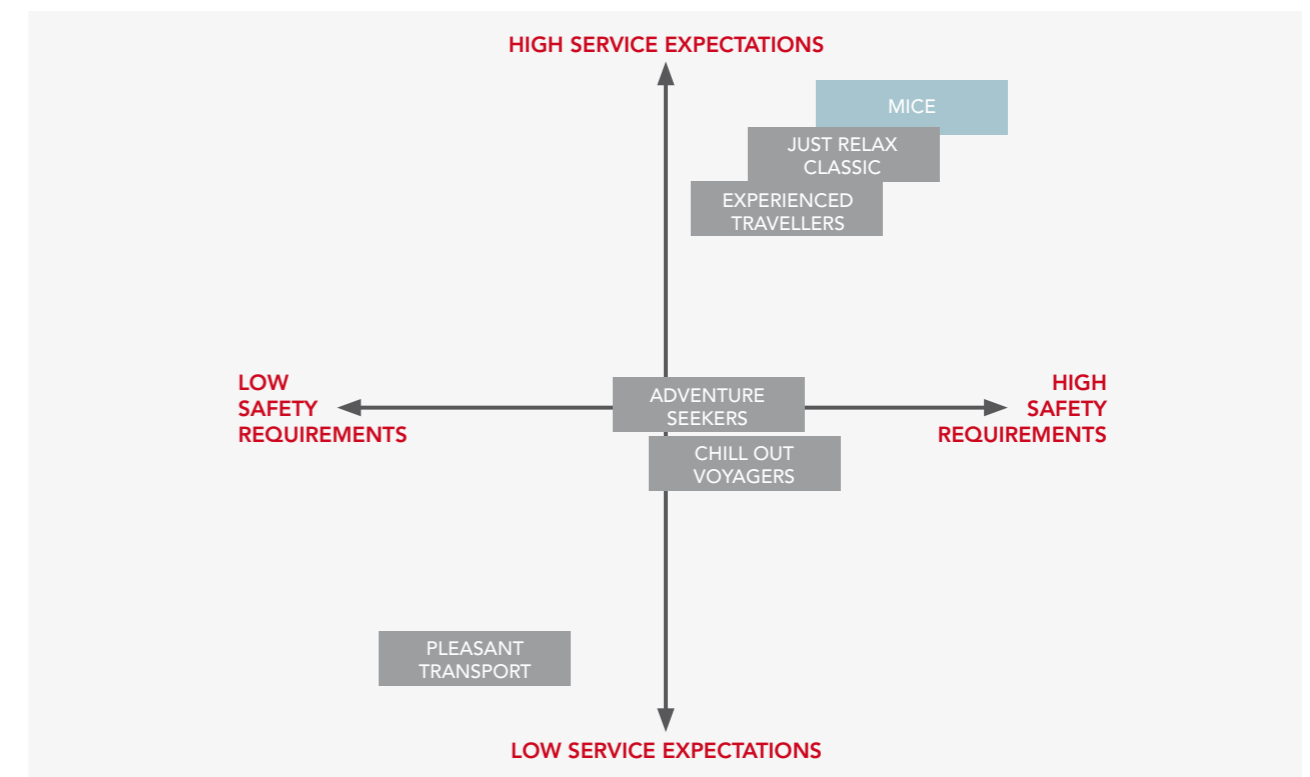 HIGH SERVICE EXPECTATIONS
MICE
JUST RELAX
CLASSIC
EXPERIENCED
TRAVELLERS
LOW
SAFETY
REQUIREMENTS
ADVENTURE
SEEKERS
HIGH
SAFETY
REQUIREMENTS
CHILL OUT
VOYAGERS
PLEASANT
TRANSPORT
LOW SERVICE EXPECTATIONS